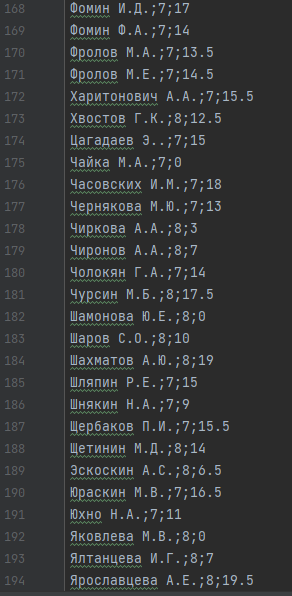 168 Фомин И.Д.;7;17
169 Фомин Ф.А.;7;14
170 Фролов М.А.;7;13.5
171 Фролов М.Е.;7;14.5
172 Харитонович А.А.;7;15.5
173 Хвостов Г.К.;8;12.5
174 Цагадаев Э..;7;15
175 Чайка М.А.;7;0
176 Часовских И.М.;7;18
177 Чернякова М.Ю.;7;13
178 Чиркова А.А.;8;3
179 Чиронов А.А.;8;7
180 Чолокян Г.А.;7;14
181 Чурсин М.Б.;8;17.5
182 Шамонова Ю.Е.;8;0
183 Шаров С.О.;8;10
184 Шахматов А.Ю.;8;19
185 Шляпин Р.Е.;7;15
186 Шнякин Н.А.;7;9
187 Щербаков П.И.;7;15.5
188 Щетинин М.Д.;8;14
189 Эскоскин А.С.;8;6.5
190 Юраскин М.В.;7;16.5
191 Юхно Н.А.;7;11
192 Яковлева М.В.;8;0
193 Ялтанцева И.Г.;8;7
194 Ярославцева А.Е.;8;19.5